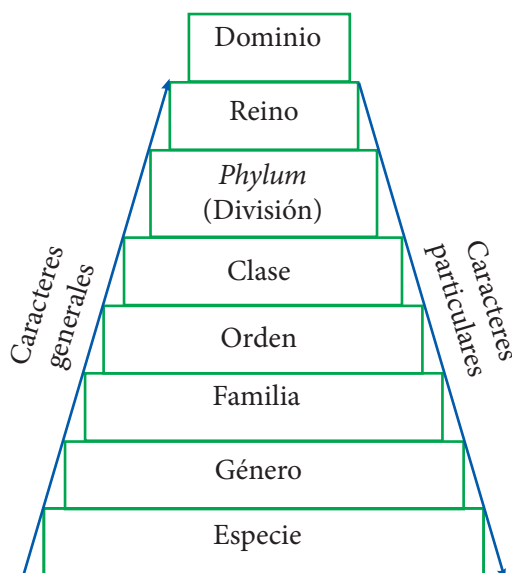 Dominio
Reino
Phylum
(División)
Clase
Orden
Familia
Género
Especie
Caracteres
generales
Caracteres
particulares